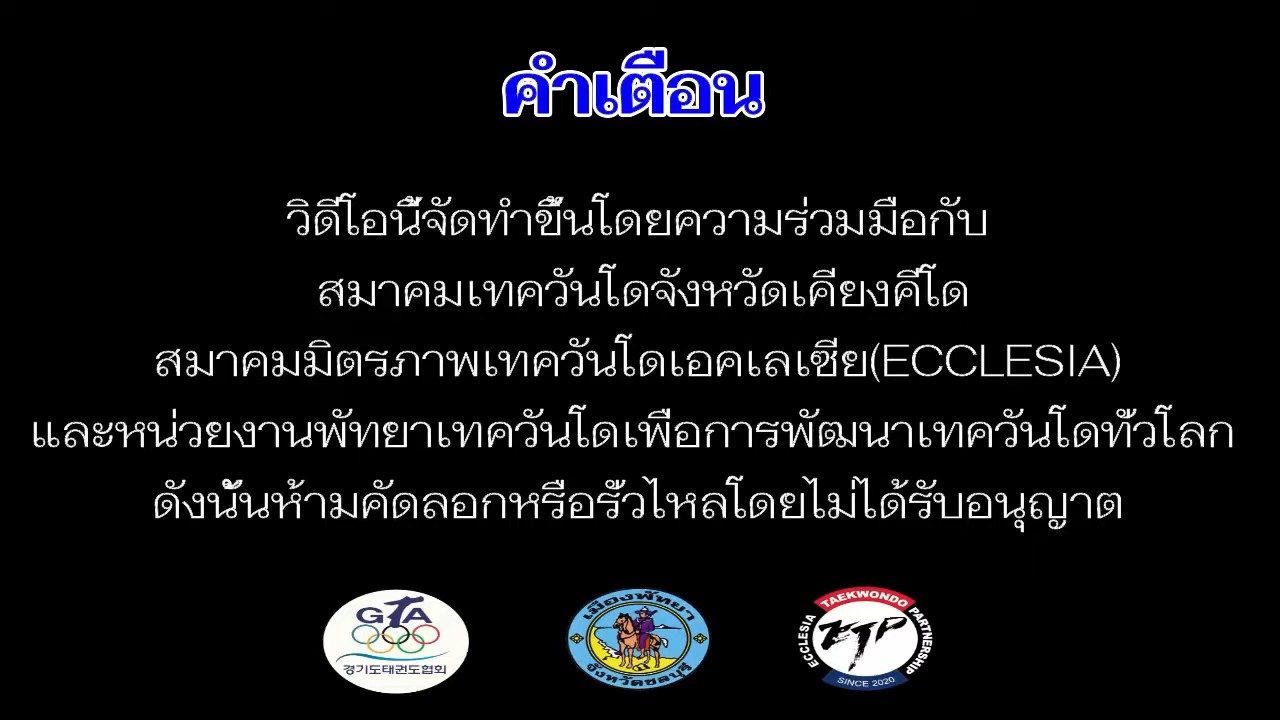 คำเตือน
วิดีโอนี้จัดทำขึ้นโดยความร่วมมือกับ
สมาคมเทควันโดจังหวัดเคียงคีโด
สมาคมมิตรภาพเทควันโดเอคเลเซีย(ECCLESIA)
และหน่วยงานพัทยาเทควันโดเพื่อการพัฒนาเทควันโดทั่วโลก
ดังนั้นห้ามคัดลอกหรือรั่วไหลโดยไม่ได้รับอนุญาต
GTA
경기도태권도협회
เมืองพัทยา
จังหวัดชลบุรี
TAEKWONDO
ECCLESIA
PARTNERSHIP
ETP
SINCE 2020